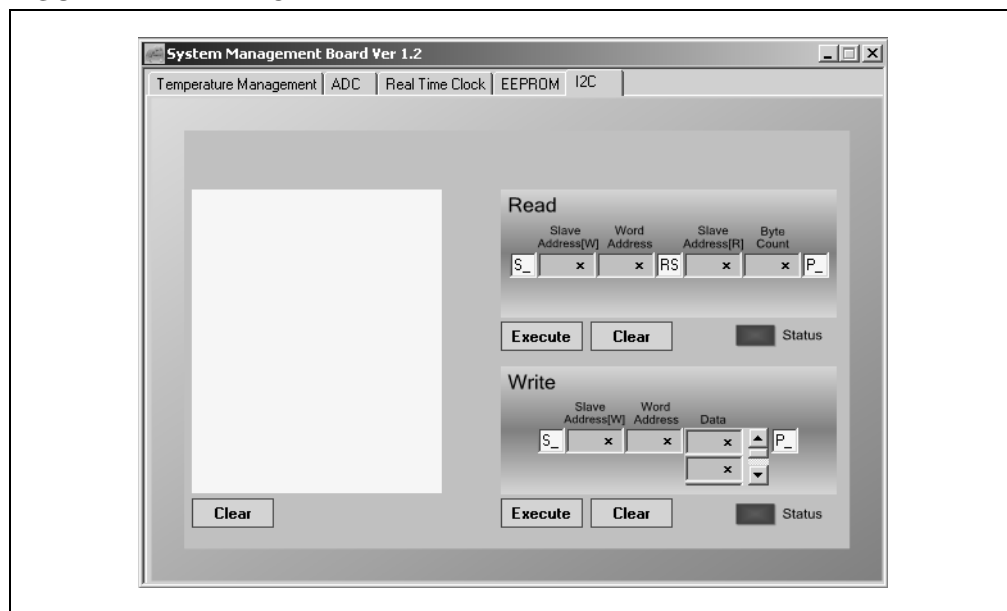 System Management Board Ver 1.2
Temperature Management ADC Real Time Clock EEPROM I2C
Read
Slave Address[W] Word Address Slave Address[R] Byte Count
S_ x x RS x x P_
Execute Clear Status
Write
Slave Address[W] Word Address Data
S_ x x x P_
x
Clear Execute Clear Status